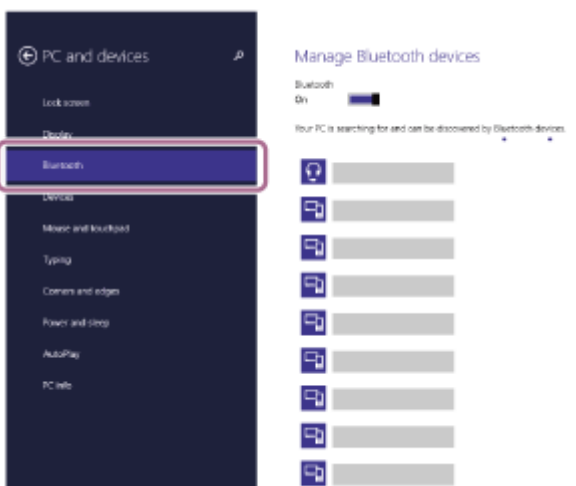 PC and devices
Lock screen
Display
Bluetooth
Devices
Mouse and touchpad
Typing
Corners and edges
Power and sleep
AutoPlay
PC info
Manage Bluetooth devices
Bluetooth
On
Your PC is searching for and can be discovered by Bluetooth devices.